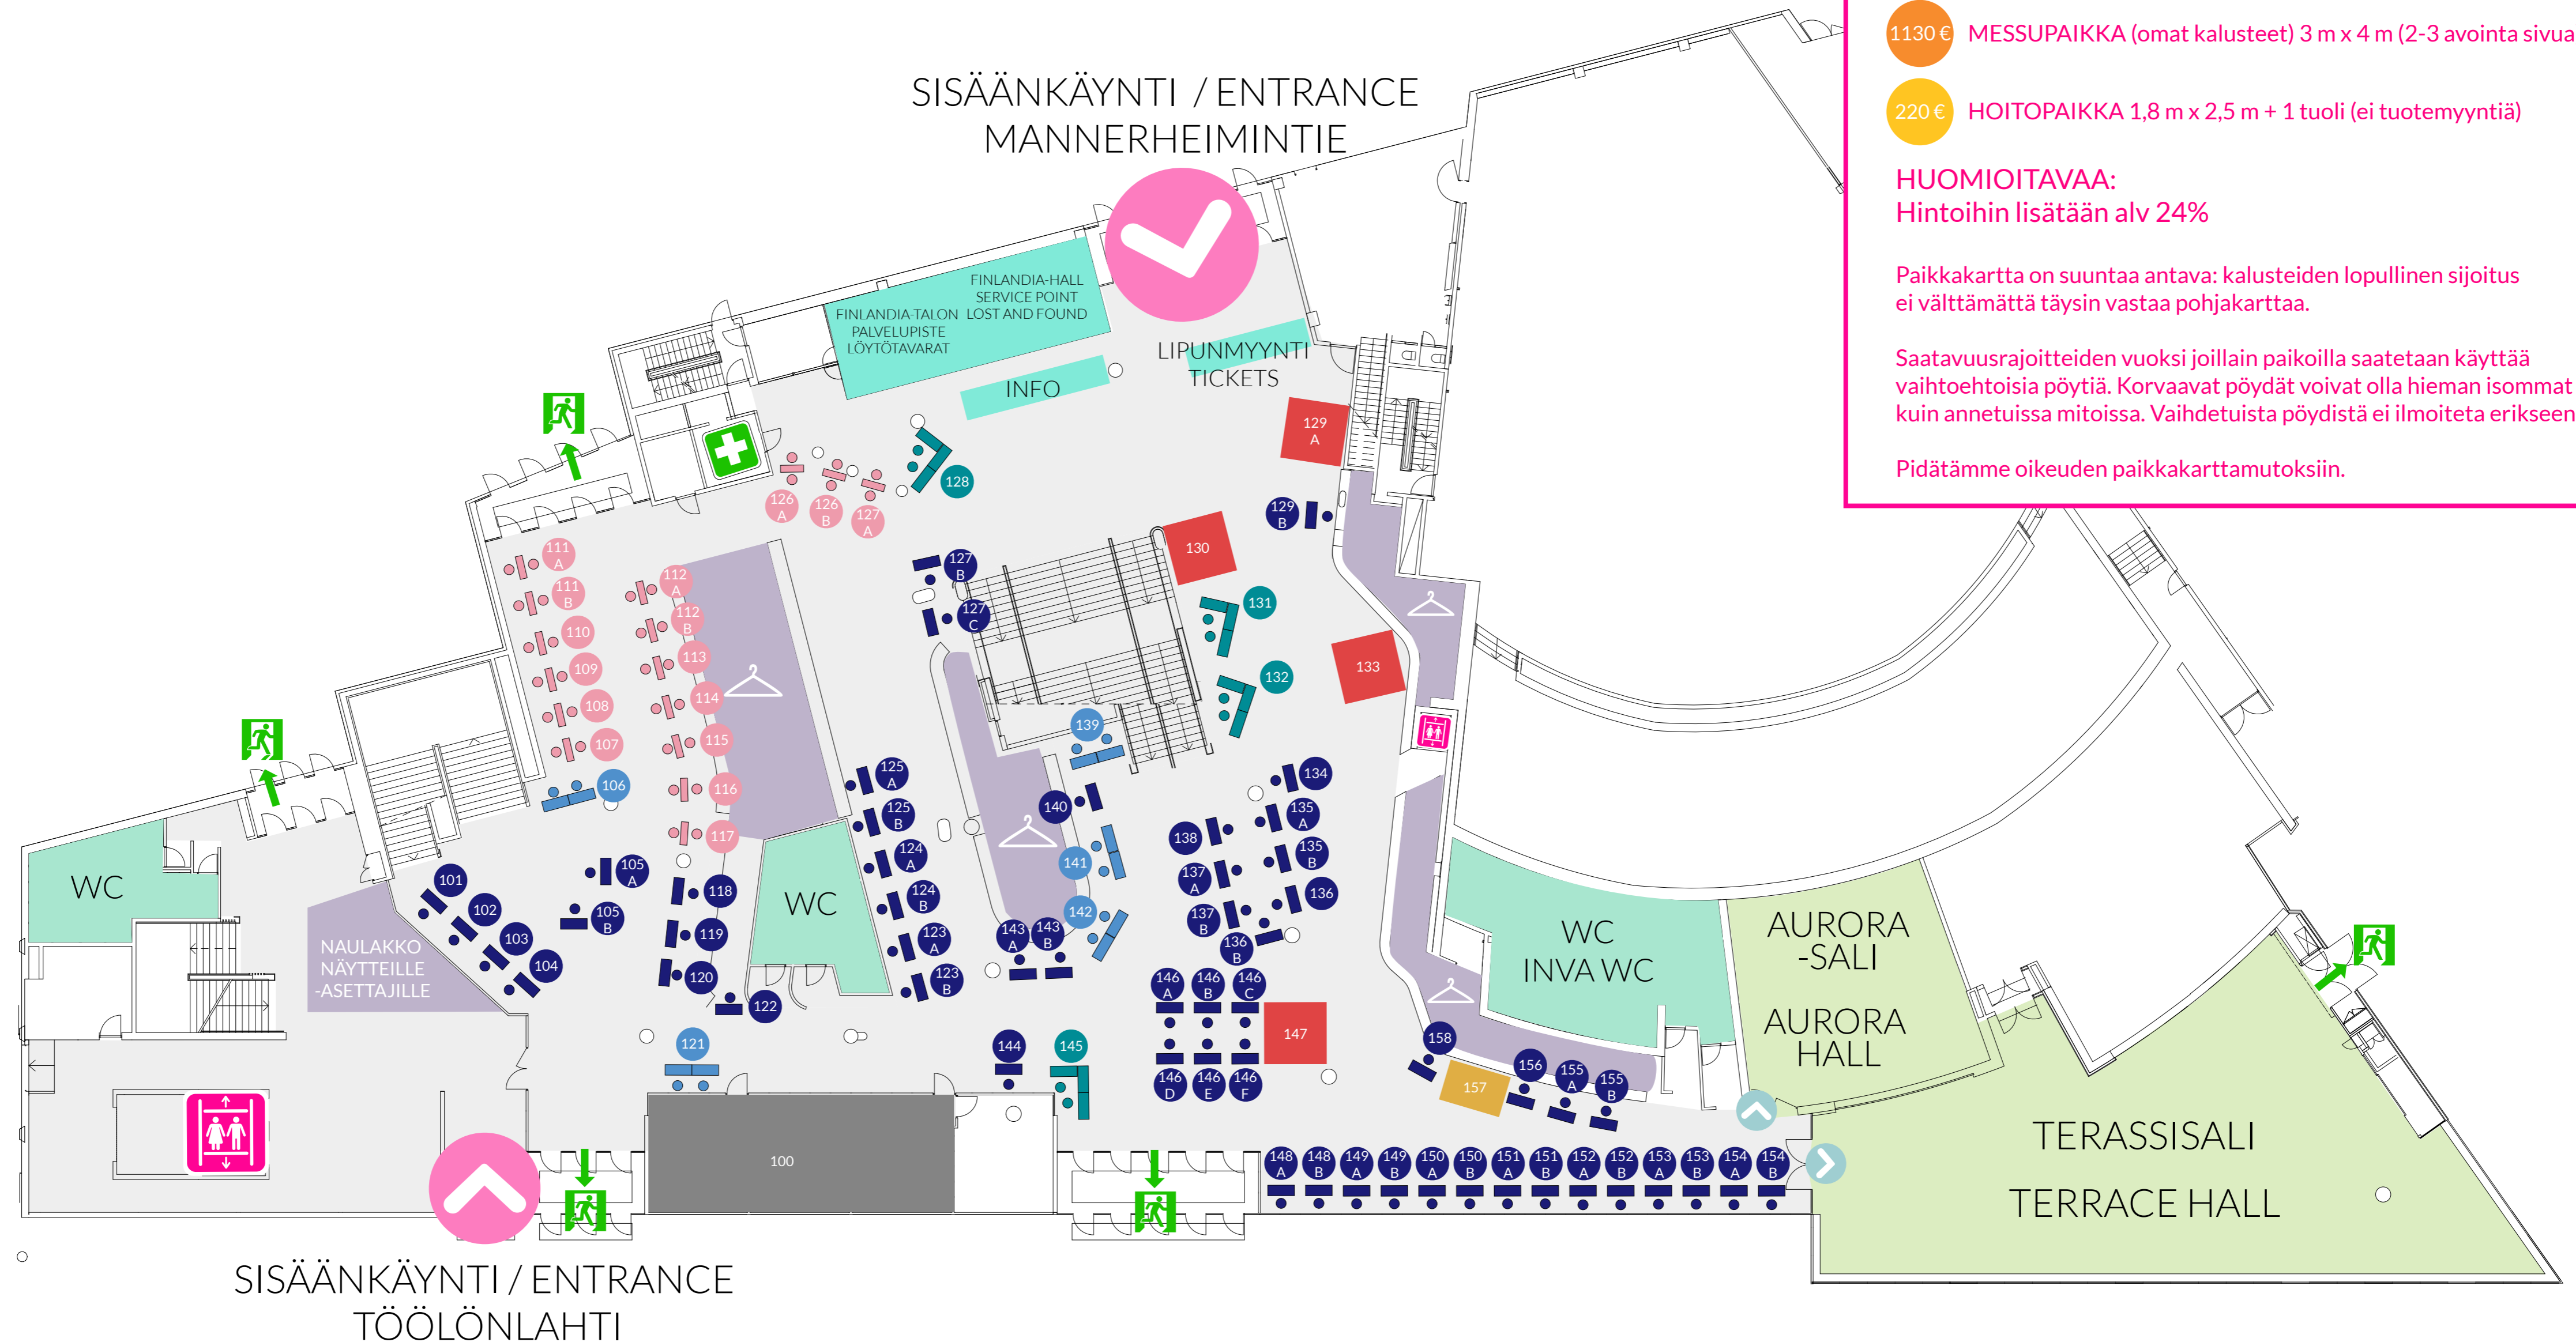 1130 €
MESSUPAIKKA (omat kalusteet) 3 m x 4 m (2-3 avointa sivua
220 €
HOITOPAIKKA 1,8 m x 2,5 m + 1 tuoli (ei tuotemyyntiä)
HUOMIOITAVAA:
Hintoihin lisätään alv 24%
Paikkakartta on suuntaa antava: kalusteiden lopullinen sijoitus
ei välttämättä täysin vastaa pohjakarttaa.
Saatavuusrajoitteiden vuoksi joillain paikoilla saatetaan käyttää
vaihtoehtoisia pöytiä. Korvaavat pöydät voivat olla hieman isommat
kuin annetuissa mitoissa. Vaihdetuista pöydistä ei ilmoiteta erikseen
Pidätämme oikeuden paikkakarttamutoksiin.
SISÄÄNKÄYNTI / ENTRANCE
MANNERHEIMINTIE
FINLANDIA-TALON
PALVELUPISTE
LÖYTÖTAVARAT
FINLANDIA-HALL
SERVICE POINT
LOST AND FOUND
INFO
LIPUNMYYNTI
TICKETS
129
A
128
126
A
126
B
127
A
129
B
130
111
A
111
B
110
109
108
107
106
112
A
112
B
113
114
115
116
117
127
B
127
C
131
132
133
139
125
A
125
B
124
A
124
B
123
A
123
B
140
141
142
143
A
143
B
134
135
A
135
B
136
136
B
138
137
A
137
B
WC
NAULAKKO
NÄYTTEILLE
-ASETTAJILLE
101
102
103
104
105
A
105
B
118
119
120
122
121
WC
144
145
146
A
146
B
146
C
146
D
146
E
146
F
147
158
157
156
155
A
155
B
WC
INVA WC
AURORA
-SALI
AURORA
HALL
TERASSISALI
TERRACE HALL
100
148
A
148
B
149
A
149
B
150
A
150
B
151
A
151
B
152
A
152
B
153
A
153
B
154
A
154
B
SISÄÄNKÄYNTI / ENTRANCE
TÖÖLÖNLAHTI